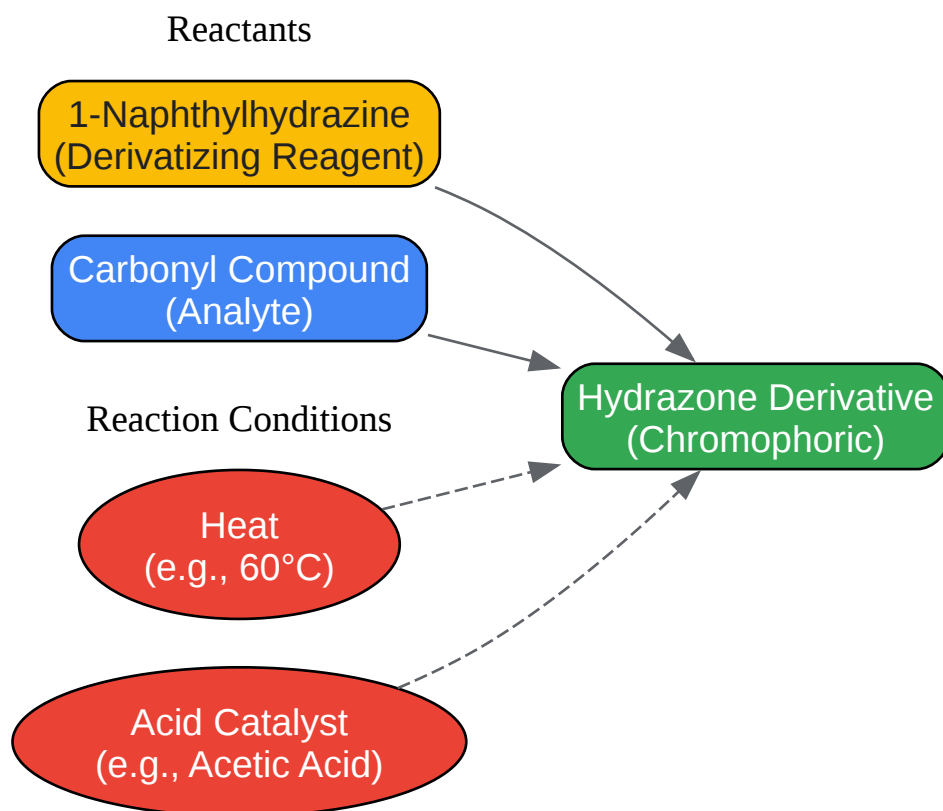 Reactants
1-Naphthylhydrazine
(Derivatizing Reagent)
Carbonyl Compound
(Analyte)
Hydrazone Derivative
(Chromophoric)
Reaction Conditions
Heat
(e.g., 60°C)
Acid Catalyst
(e.g., Acetic Acid)